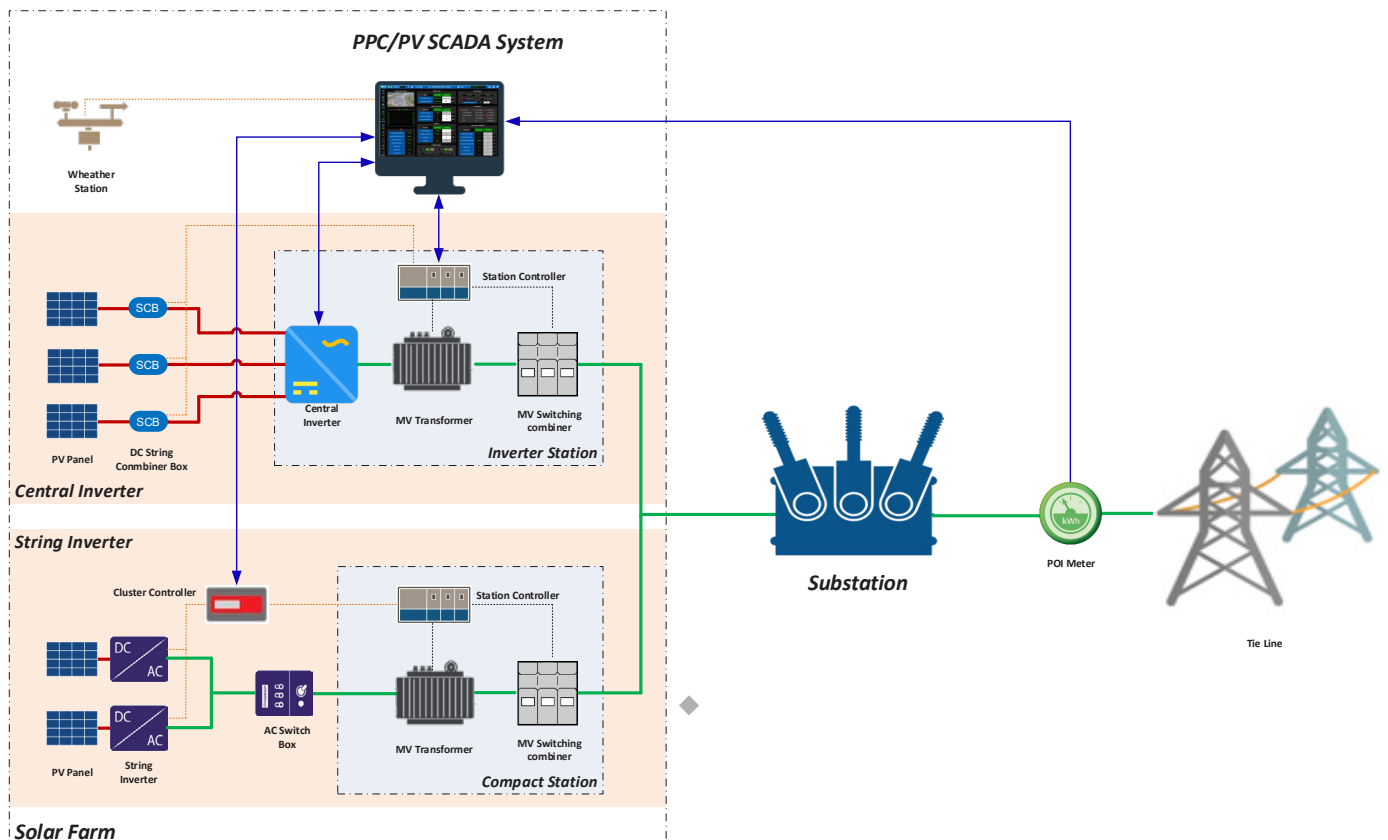 PPC/PV SCADA System
Wheather
Station
Station Controller
SCB
SCB
SCB
Central
Inverter
MV Transformer
MV Switching
combiner
PV Panel
DC String
Conmbiner Box
Inverter Station
Central Inverter
String Inverter
Cluster Controller
Station Controller
DC
AC
DC
AC
888
AC Switch
Box
MV Transformer
MV Switching
combiner
PV Panel
String
Inverter
Compact Station
Solar Farm
Substation
kWh
POI Meter
Tie Line